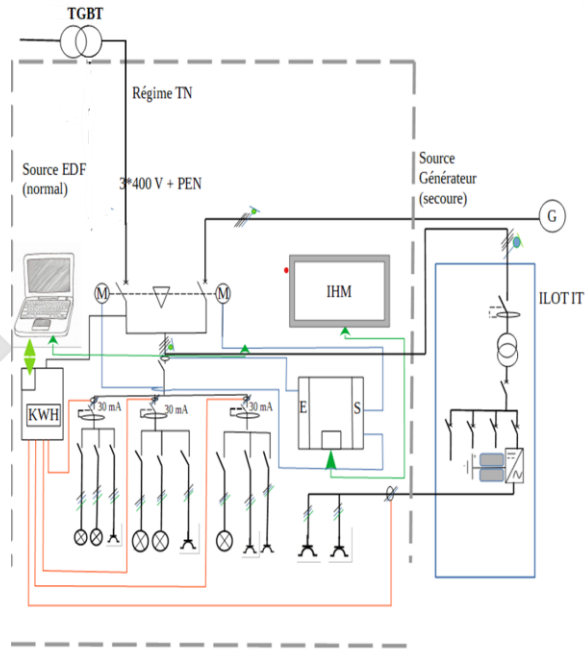 TGBT
Régime TN
Source EDF
(normal)
3*400 V + PEN
Source
Générateur
(secoure)
G
M
M
IHM
ILOT IT
KWH
30 mA
30 mA
30 mA
E
S